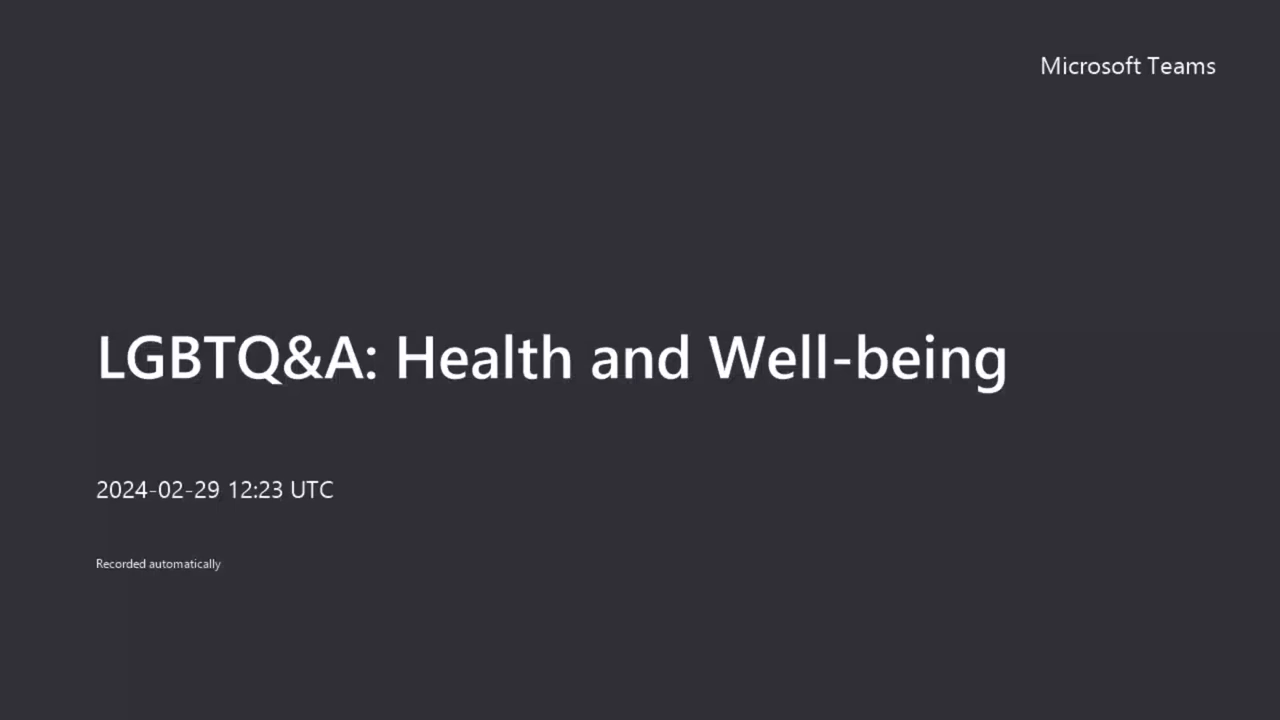 Microsoft Teams
LGBTQ&A: Health and Well-being
2024-02-29 12:23 UTC
Recorded automatically